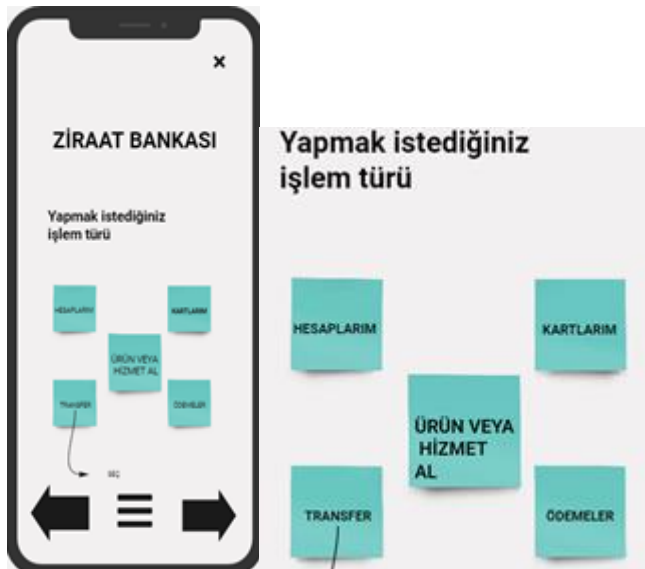 ×
ZİRAAT BANKASI
Yapmak istediğiniz
işlem türü
HESAPLARIM
KARTLARIM
ÜRÜN VEYA
HİZMET AL
TRANSFER
ÖDEMELER
SEÇ
Yapmak istediğiniz
işlem türü
HESAPLARIM
KARTLARIM
ÜRÜN VEYA
HİZMET
AL
TRANSFER
ÖDEMELER